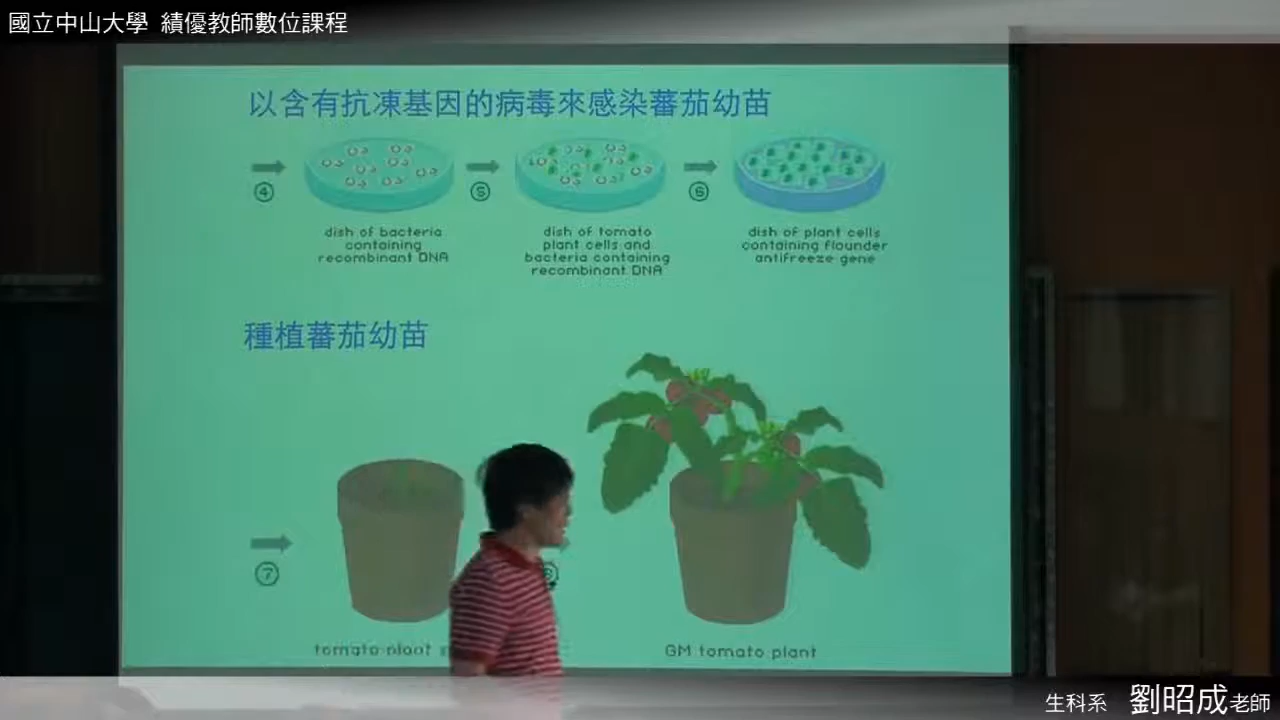 國立中山大學 績優教師數位課程
以含有抗凍基因的病毒來感染蕃茄幼苗
④
⑤
⑥
dish of bacteria
containing
recombinant DNA
dish of tomato
plant cells and
bacteria containing
recombinant DNA
dish of plant cells
containing flounder
antifreeze gene
種植蕃茄幼苗
⑦
tomato plant
GM tomato plant
生科系 劉昭成老師